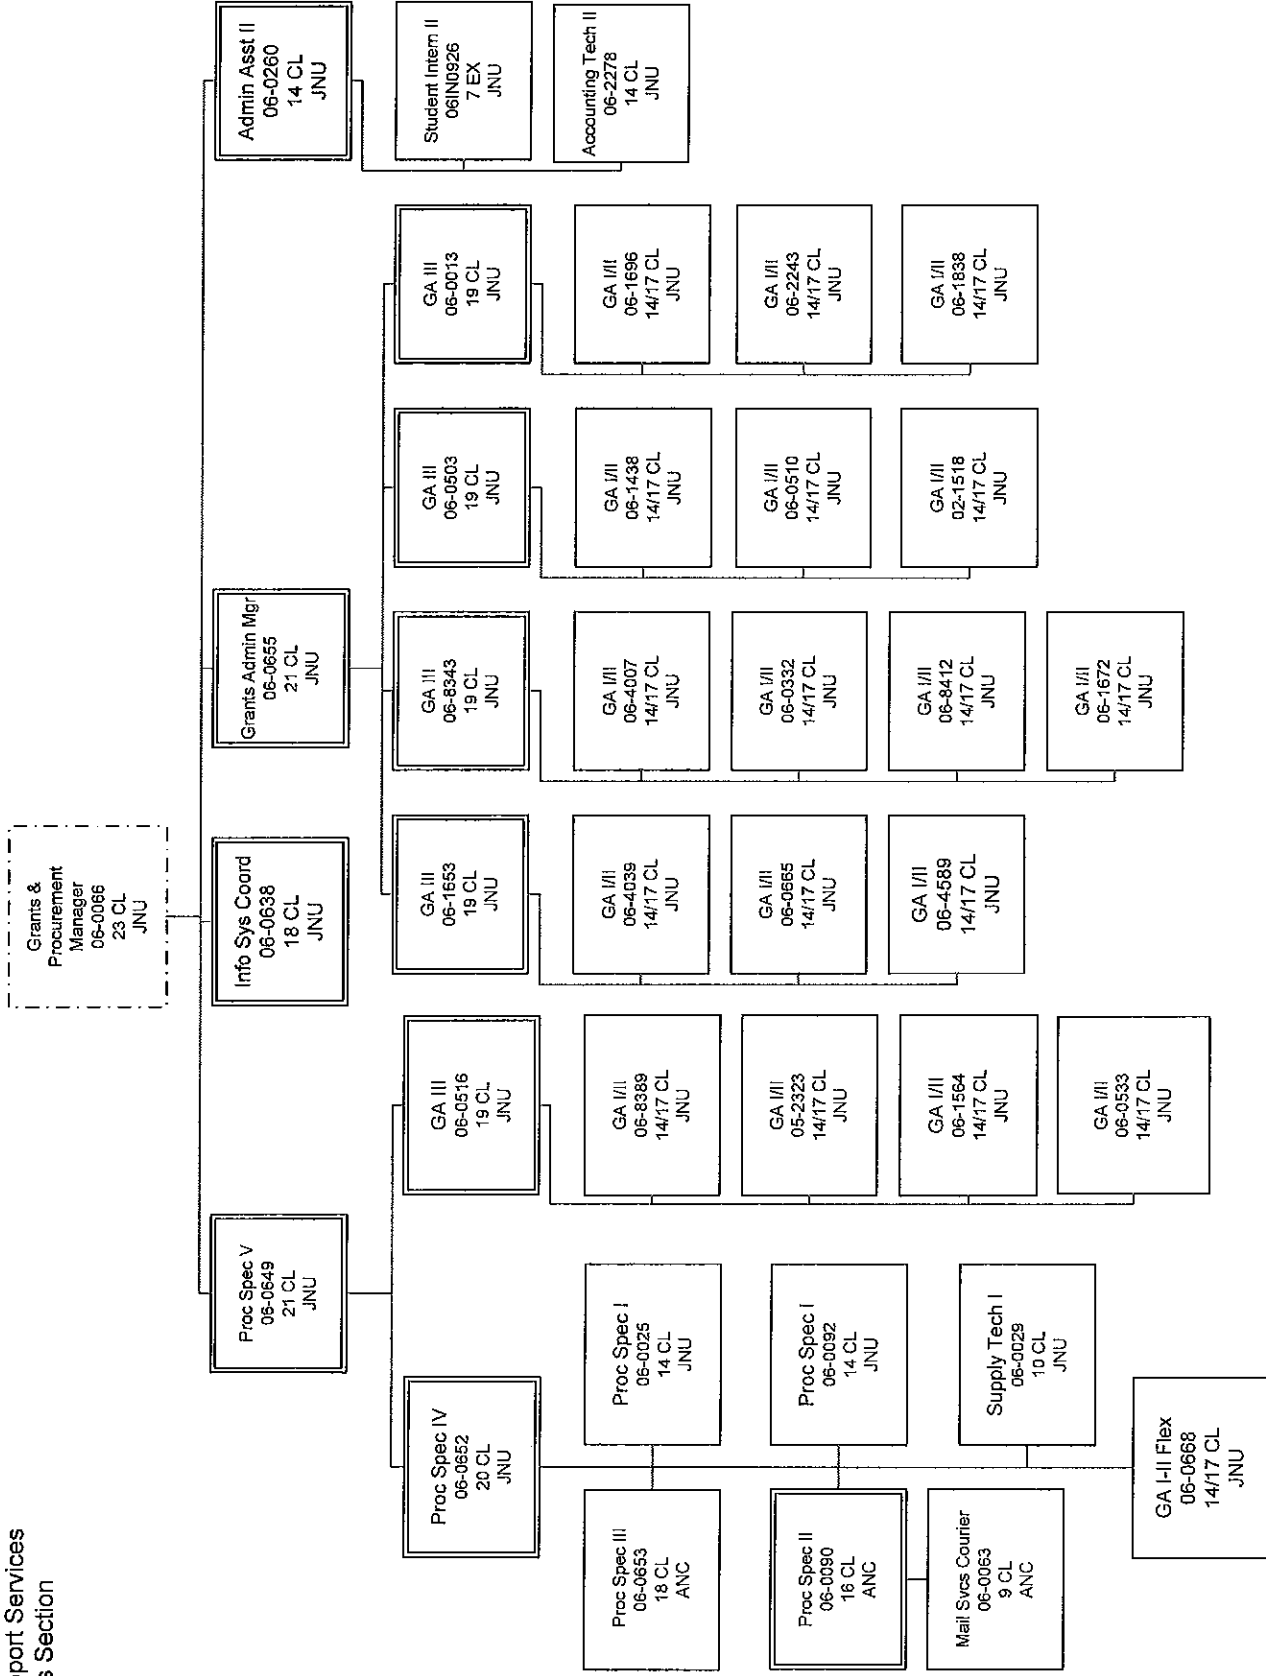 port Services
s Section
Grants &
Procurement
Manager
06-0066
23 CL
JNU
Proc Spec V
06-0649
21 CL
JNU
Info Sys Coord
06-0638
18 CL
JNU
Grants Admin Mgr
06-0655
21 CL
JNU
Admin Asst II
06-0260
14 CL
JNU
Proc Spec IV
06-0652
20 CL
JNU
GA III
06-0516
19 CL
JNU
GA III
06-1653
19 CL
JNU
GA III
06-8343
19 CL
JNU
GA III
06-0503
19 CL
JNU
GA III
06-0013
19 CL
JNU
Student Intern II
06IN0926
7 EX
JNU
Accounting Tech II
06-2278
14 CL
JNU
Proc Spec III
06-0653
18 CL
ANC
Proc Spec I
06-0025
14 CL
JNU
Proc Spec II
06-0090
16 CL
ANC
Proc Spec I
06-0092
14 CL
JNU
Mail Svcs Courier
06-0063
9 CL
ANC
Supply Tech I
06-0029
10 CL
JNU
GA I-II Flex
06-0668
14/17 CL
JNU
GA I/II
06-8389
14/17 CL
JNU
GA I/II
05-2323
14/17 CL
JNU
GA I/II
06-1564
14/17 CL
JNU
GA I/II
06-0533
14/17 CL
JNU
GA I/II
06-4039
14/17 CL
JNU
GA I/II
06-0665
14/17 CL
JNU
GA I/II
06-4589
14/17 CL
JNU
GA I/II
06-4007
14/17 CL
JNU
GA I/II
06-0332
14/17 CL
JNU
GA I/II
06-8412
14/17 CL
JNU
GA I/II
06-1672
14/17 CL
JNU
GA I/II
06-1438
14/17 CL
JNU
GA I/II
06-0510
14/17 CL
JNU
GA I/II
02-1518
14/17 CL
JNU
GA I/II
06-1696
14/17 CL
JNU
GA I/II
06-2243
14/17 CL
JNU
GA I/II
06-1838
14/17 CL
JNU